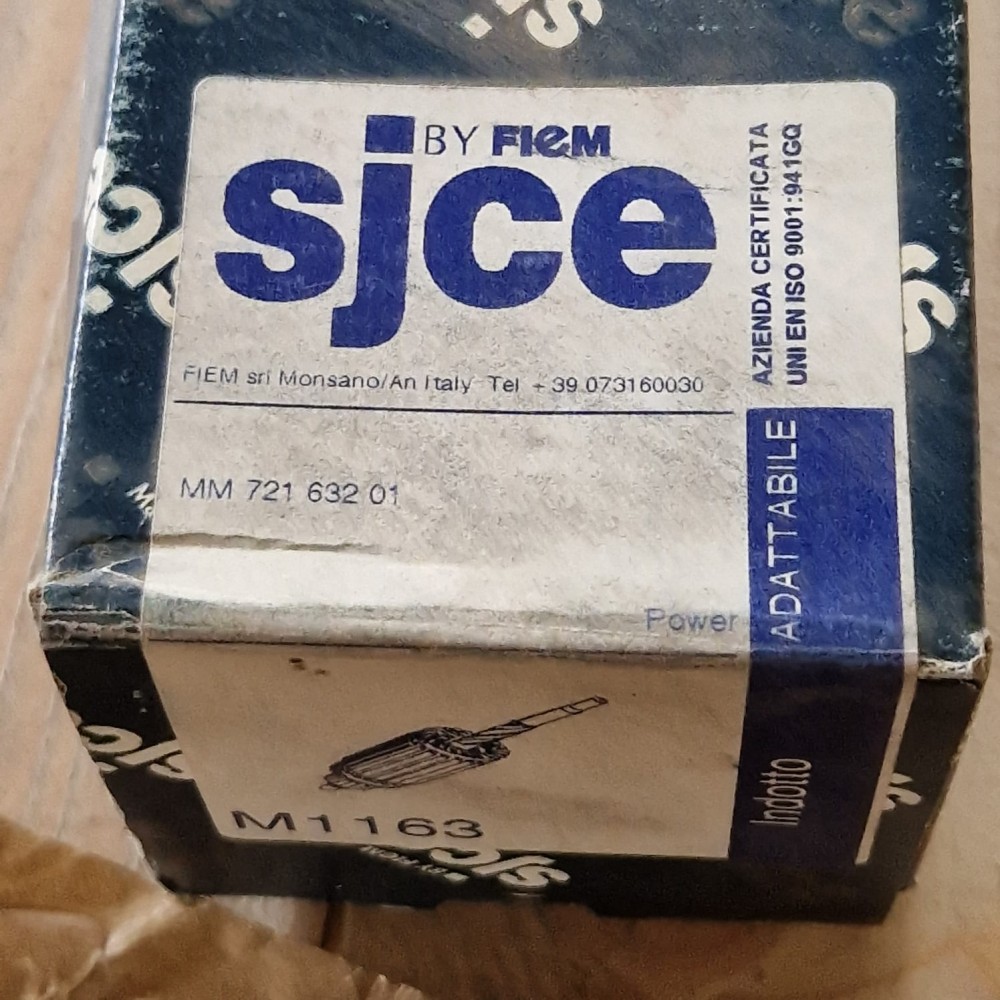 BY FIEM
sjce
AZIENDA CERTIFICATA
UNI EN ISO 9001:941GQ
FIEM srl Monsano/An Italy Tel + 39 073160030
MM 721 632 01
ADATTABILE
Power
Indotto
M1163